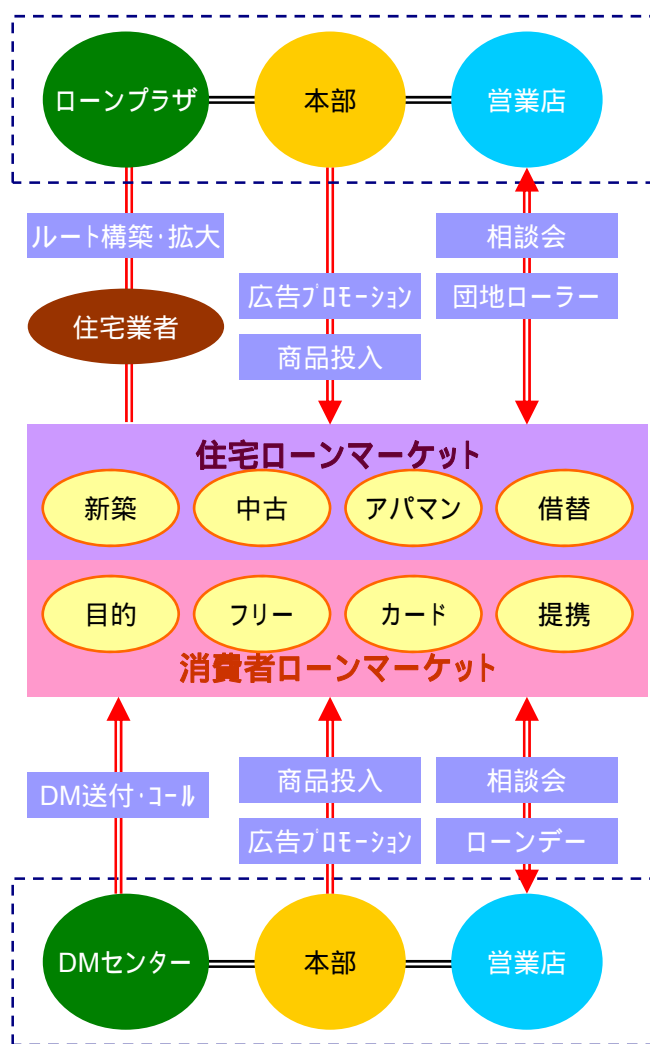 ローンプラザ
本部
営業店
ルート構築・拡大
相談会
広告ﾌﾟﾛﾓｰｼｮﾝ
団地ローラー
住宅業者
商品投入
住宅ローンマーケット
新築
中古
アパマン
借替
目的
フリー
カード
提携
消費者ローンマーケット
DM送付・ｺｰﾙ
商品投入
相談会
広告ﾌﾟﾛﾓｰｼｮﾝ
ローンデー
DMセンター
本部
営業店